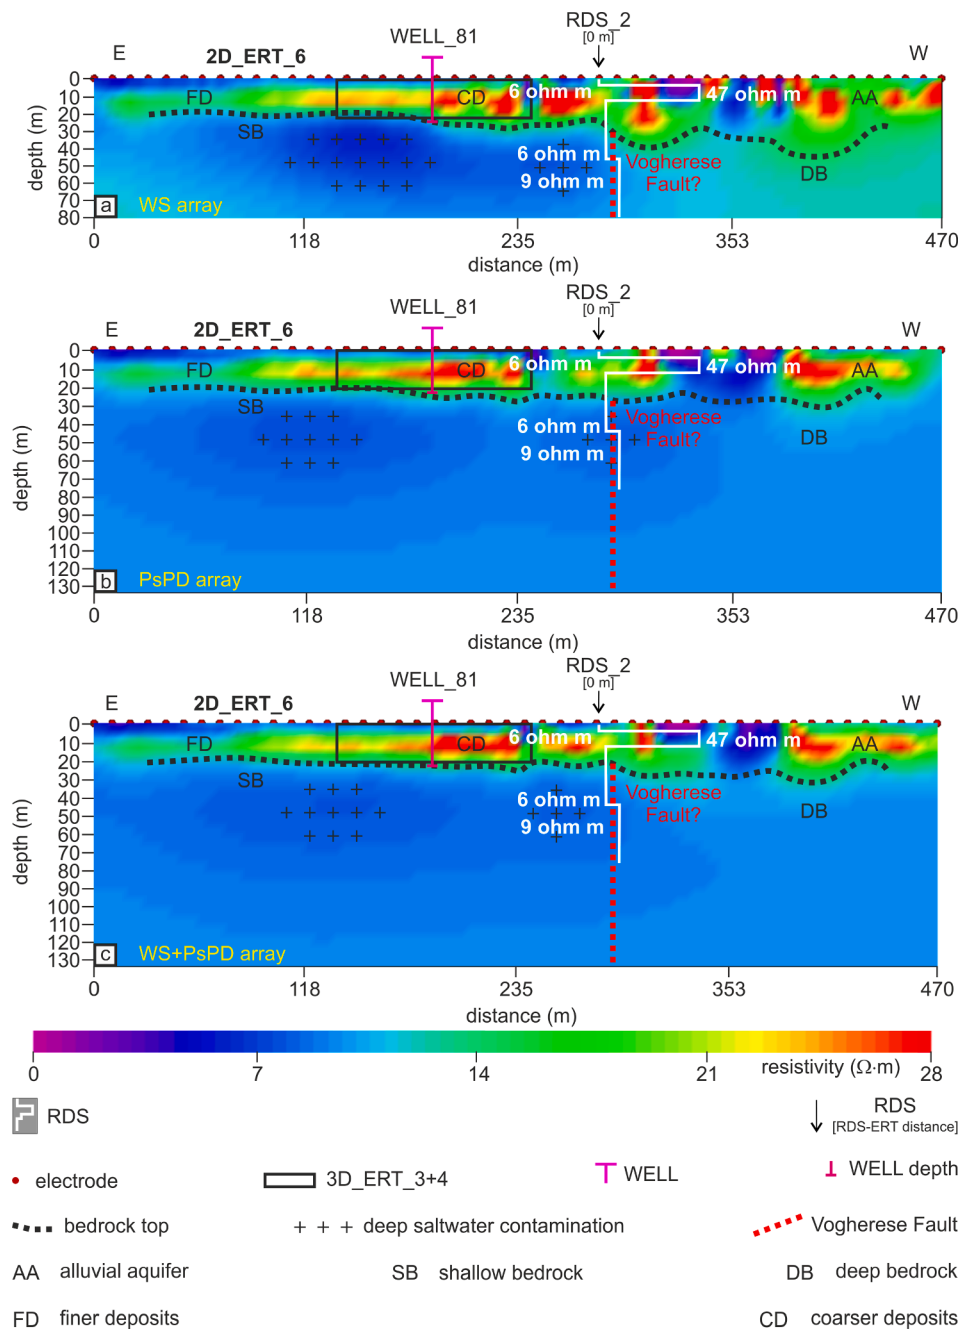 RDS_2
[0 m]
WELL_81
E
2D_ERT_6
W
0
10
20
30
40
50
60
70
80
depth (m)
FD
CD
6 ohm m
47 ohm m
AA
SB
6 ohm m
9 ohm m
Vogherese
Fault?
DB
a
WS array
0
118
235
353
470
distance (m)
RDS_2
[0 m]
WELL_81
E
2D_ERT_6
W
0
10
20
30
40
50
60
70
80
90
100
110
120
130
depth (m)
FD
CD
6 ohm m
47 ohm m
AA
SB
6 ohm m
9 ohm m
Vogherese
Fault?
DB
b
PsPD array
0
118
235
353
470
distance (m)
RDS_2
[0 m]
WELL_81
E
2D_ERT_6
W
0
10
20
30
40
50
60
70
80
90
100
110
120
130
depth (m)
FD
CD
6 ohm m
47 ohm m
AA
SB
6 ohm m
9 ohm m
Vogherese
Fault?
DB
c
WS+PsPD array
0
118
235
353
470
distance (m)
0
7
14
21
resistivity (Ω·m)
28
RDS
RDS
[RDS-ERT distance]
electrode
3D_ERT_3+4
WELL
WELL depth
bedrock top
+ + + deep saltwater contamination
Vogherese Fault
AA alluvial aquifer
SB shallow bedrock
DB deep bedrock
FD finer deposits
CD coarser deposits